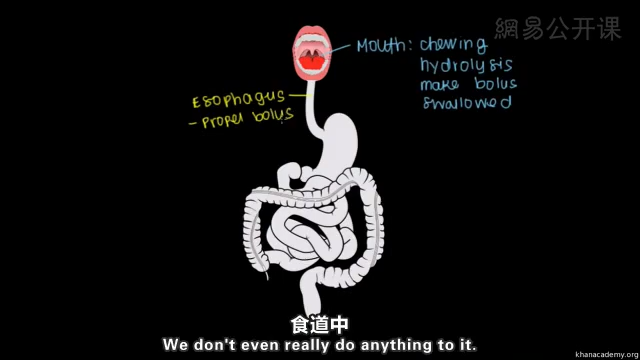 網易公开课
Mouth: chewing
hydrolysis
make bolus
swallowed
Esophagus
- Propel bolus
食道中
We don't even really do anything to it.
khanacademy.org